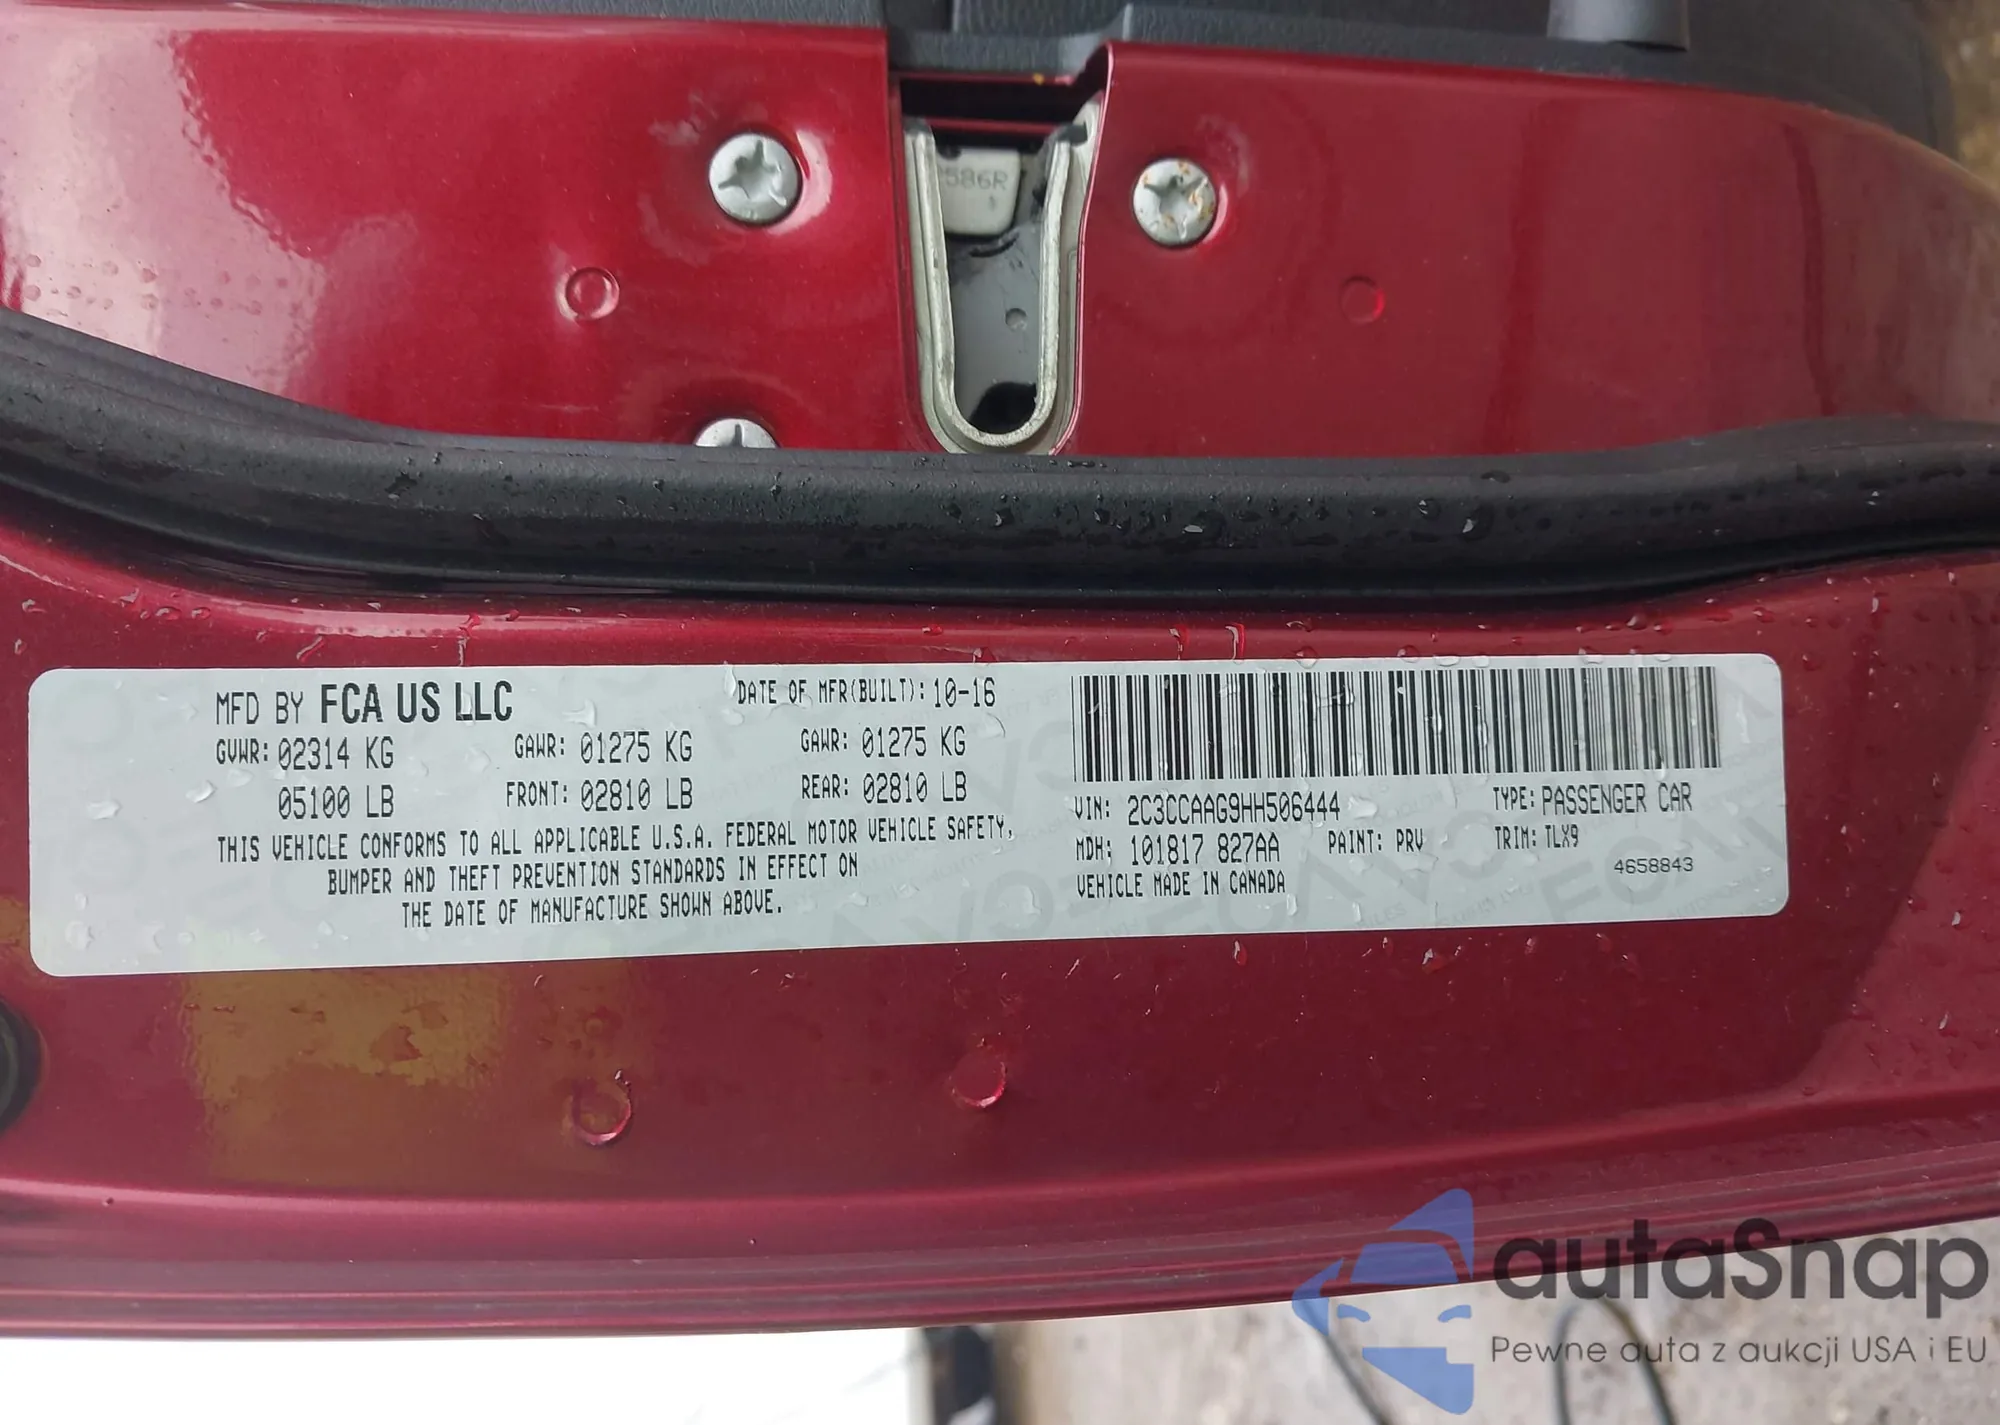 586R
MFD BY FCA US LLC
DATE OF MFR(BUILT): 10-16
GVWR: 02314 KG
GAWR: 01275 KG
GAWR: 01275 KG
05100 LB
FRONT: 02810 LB
REAR: 02810 LB
THIS VEHICLE CONFORMS TO ALL APPLICABLE U.S.A. FEDERAL MOTOR VEHICLE SAFETY,
BUMPER AND THEFT PREVENTION STANDARDS IN EFFECT ON
THE DATE OF MANUFACTURE SHOWN ABOVE.
VIN: 2C3CCAAG9HH506444
TYPE: PASSENGER CAR
MDH: 101817 827AA
PAINT: PRV
TRIM: TLX9
VEHICLE MADE IN CANADA
4658843
autaSnap
Pewne auta z aukcji USA i EU